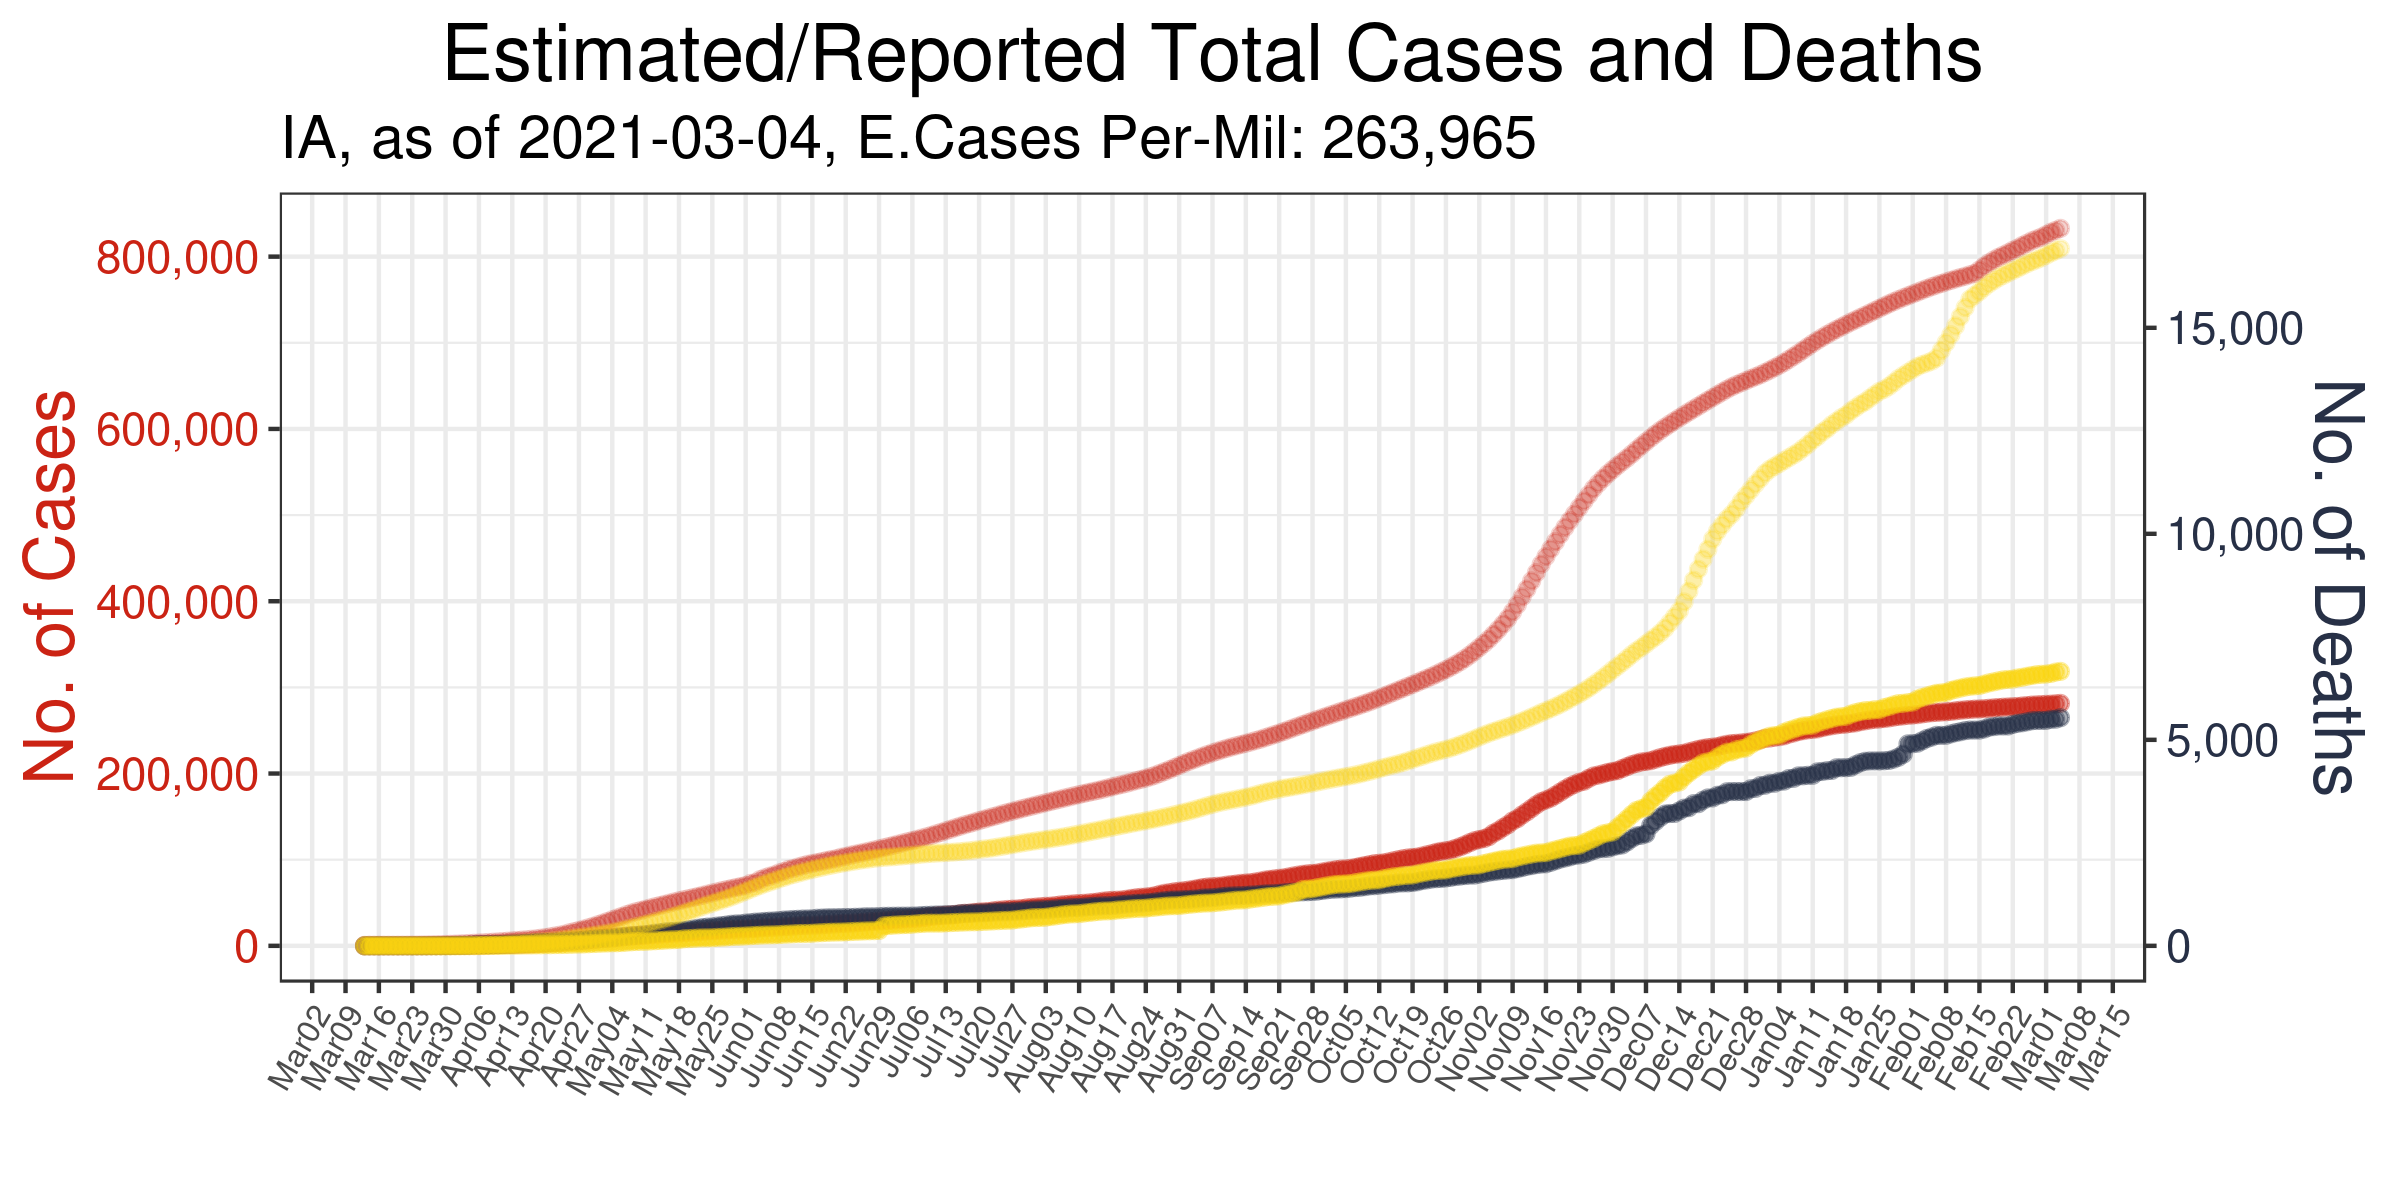 Estimated/Reported Total Cases and Deaths
IA, as of 2021-03-04, E.Cases Per-Mil: 263,965
No. of Cases
800,000
600,000
400,000
200,000
0
15,000
10,000
5,000
0
No. of Deaths
Mar02
Mar09
Mar16
Mar23
Mar30
Apr06
Apr13
Apr20
Apr27
May04
May11
May18
May25
Jun01
Jun08
Jun15
Jun22
Jun29
Jul06
Jul13
Jul20
Jul27
Aug03
Aug10
Aug17
Aug24
Aug31
Sep07
Sep14
Sep21
Sep28
Oct05
Oct12
Oct19
Oct26
Nov02
Nov09
Nov16
Nov23
Nov30
Dec07
Dec14
Dec21
Dec28
Jan04
Jan11
Jan18
Jan25
Feb01
Feb08
Feb15
Feb22
Mar01
Mar08
Mar15